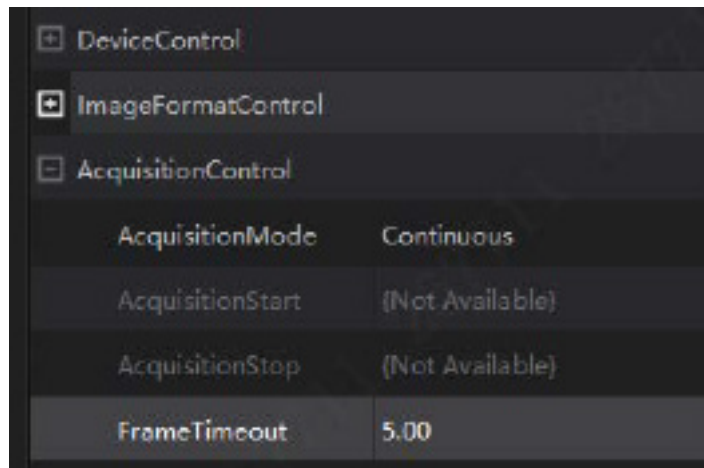 DeviceControl
ImageFormatControl
AcquisitionControl
AcquisitionMode Continuous
AcquisitionStart (Not Available)
AcquisitionStop (Not Available)
FrameTimeout 5.00